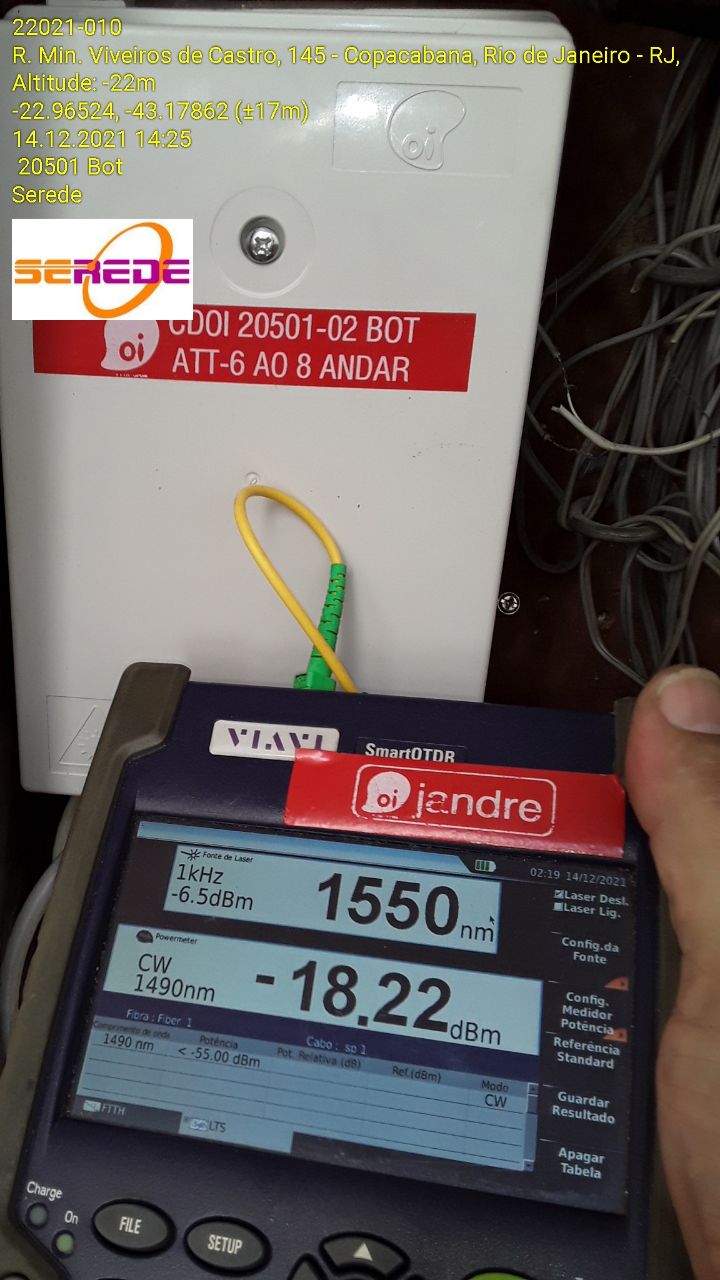 22021-010
R. Min. Viveiros de Castro, 145 - Copacabana, Rio de Janeiro - RJ,
Altitude: -22m
-22.96524, -43.17862 (±17m)
14.12.2021 14:25
20501 Bot
Serede
oi
SEREDE
CDOI 20501-02 BOT
oi
ATT-6 AO 8 ANDAR
VIAVI
SmartOTDR
oi jandre
02:19 14/12/2021
Fonte de Laser
1kHz
-6.5dBm
1550nm
Laser Desl.
Laser Lig.
Config.da
Fonte
Powermeter
CW
1490nm
-18.22dBm
Config.
Medidor
Potência
Referência
Standard
Fibra : Fiber 1
Cabo : sp 1
Comprimento de onda Potência Pot. Relativa (dB) Ref.(dBm) Modo
1490 nm < -55.00 dBm CW
Guardar
Resultado
Apagar
Tabela
FTTH
LTS
Charge
On
FILE
SETUP